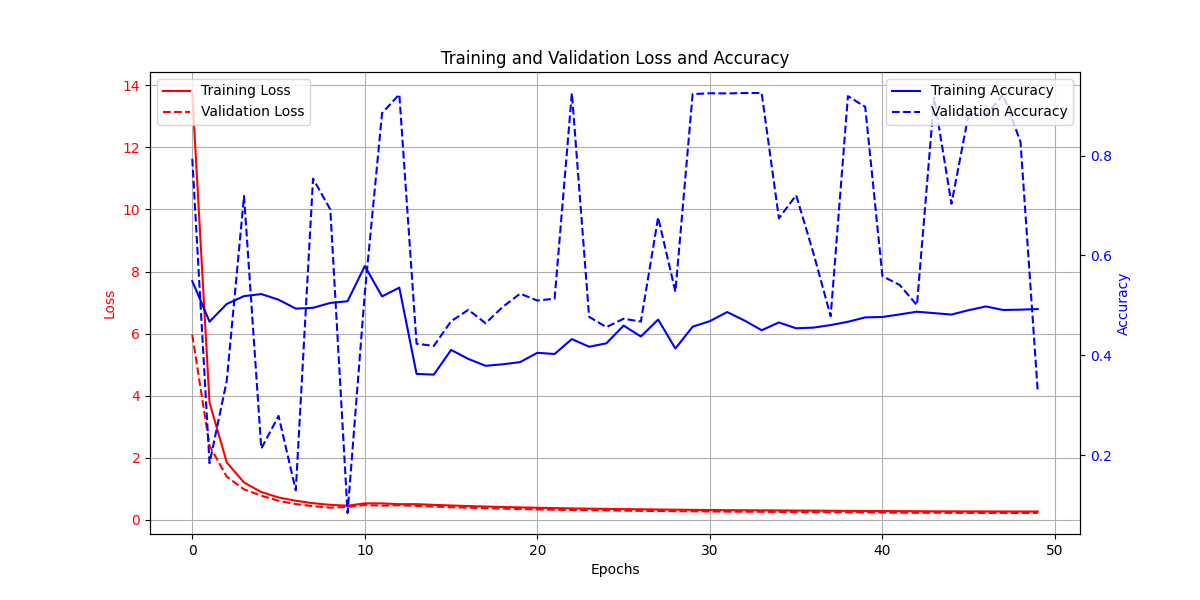 Training and Validation Loss and Accuracy
Training Loss
Validation Loss
Training Accuracy
Validation Accuracy
14
12
10
8
6
4
2
0
Loss
0.8
0.6
0.4
0.2
Accuracy
0 10 20 30 40 50
Epochs